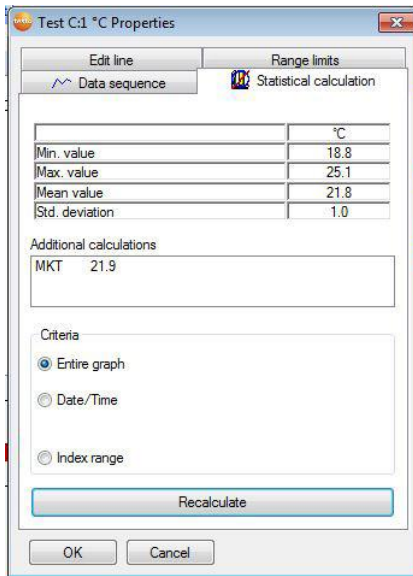 Test C:1 °C Properties
Edit line
Range limits
Data sequence
Statistical calculation
°C
Min. value 18.8
Max. value 25.1
Mean value 21.8
Std. deviation 1.0
Additional calculations
MKT 21.9
Criteria
Entire graph
Date/Time
Index range
Recalculate
OK
Cancel